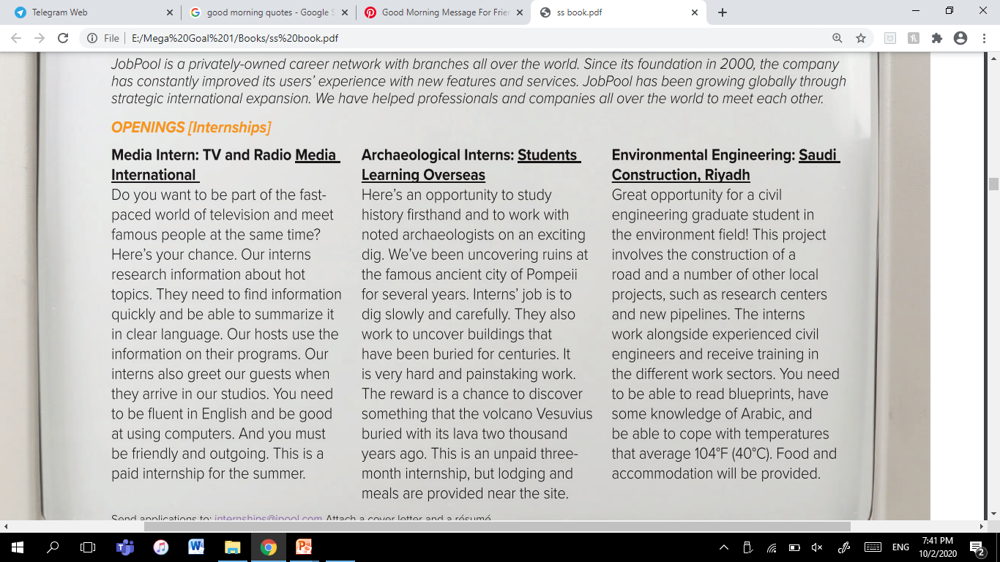 Telegram Web
good morning quotes - Google S
Good Morning Message For Frien
ss book.pdf
File
E:/Mega%20Goal%201/Books/ss%20book.pdf
JobPool is a privately-owned career network with branches all over the world. Since its foundation in 2000, the company
has constantly improved its users' experience with new features and services. JobPool has been growing globally through
strategic international expansion. We have helped professionals and companies all over the world to meet each other.
OPENINGS [Internships]
Media Intern: TV and Radio Media
International
Do you want to be part of the fast-
paced world of television and meet
famous people at the same time?
Here's your chance. Our interns
research information about hot
topics. They need to find information
quickly and be able to summarize it
in clear language. Our hosts use the
information on their programs. Our
interns also greet our guests when
they arrive in our studios. You need
to be fluent in English and be good
at using computers. And you must
be friendly and outgoing. This is a
paid internship for the summer.
Archaeological Interns: Students
Learning Overseas
Here's an opportunity to study
history firsthand and to work with
noted archaeologists on an exciting
dig. We've been uncovering ruins at
the famous ancient city of Pompeii
for several years. Interns' job is to
dig slowly and carefully. They also
work to uncover buildings that
have been buried for centuries. It
is very hard and painstaking work.
The reward is a chance to discover
something that the volcano Vesuvius
buried with its lava two thousand
years ago. This is an unpaid three-
month internship, but lodging and
meals are provided near the site.
Environmental Engineering: Saudi
Construction, Riyadh
Great opportunity for a civil
engineering graduate student in
the environment field! This project
involves the construction of a
road and a number of other local
projects, such as research centers
and new pipelines. The interns
work alongside experienced civil
engineers and receive training in
the different work sectors. You need
to be able to read blueprints, have
some knowledge of Arabic, and
be able to cope with temperatures
that average 104°F (40°C). Food and
accommodation will be provided.
Send applications to: internships@jpool.com Attach a cover letter and a résumé
ENG
7:41 PM
10/2/2020
2